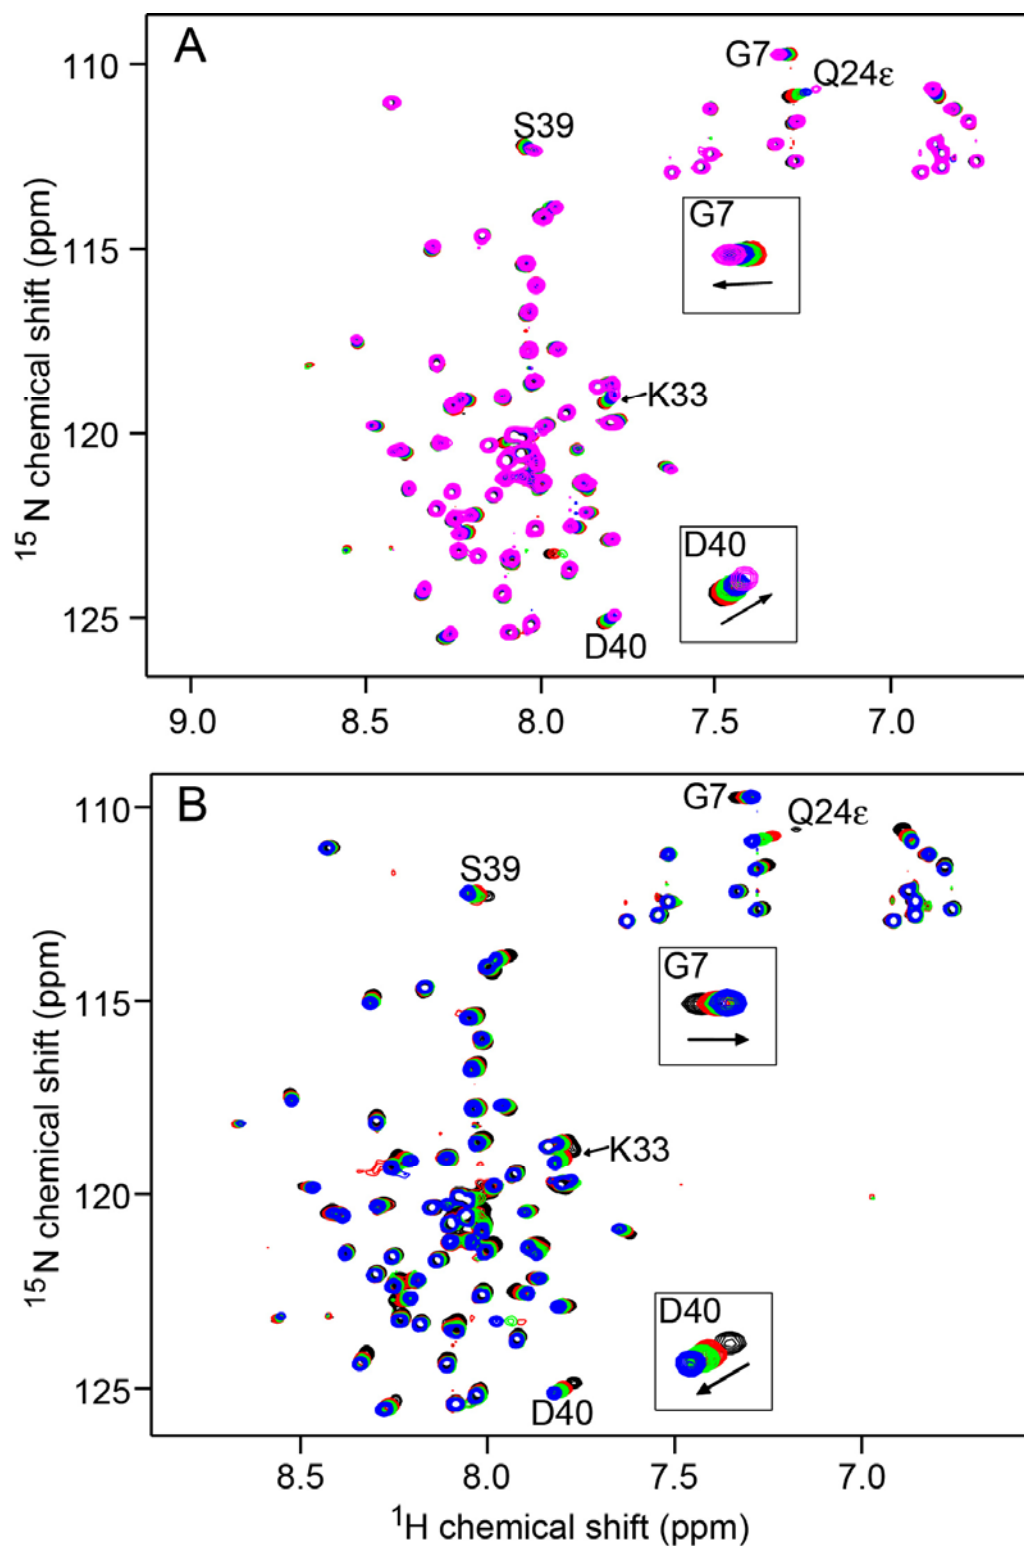 A
G7
Q24ε
S39
G7
K33
D40
D40
110
115
120
125
15N chemical shift (ppm)
9.0 8.5 8.0 7.5 7.0
B
G7
Q24ε
S39
G7
K33
D40
D40
110
115
120
125
15N chemical shift (ppm)
8.5 8.0 7.5 7.0
1H chemical shift (ppm)